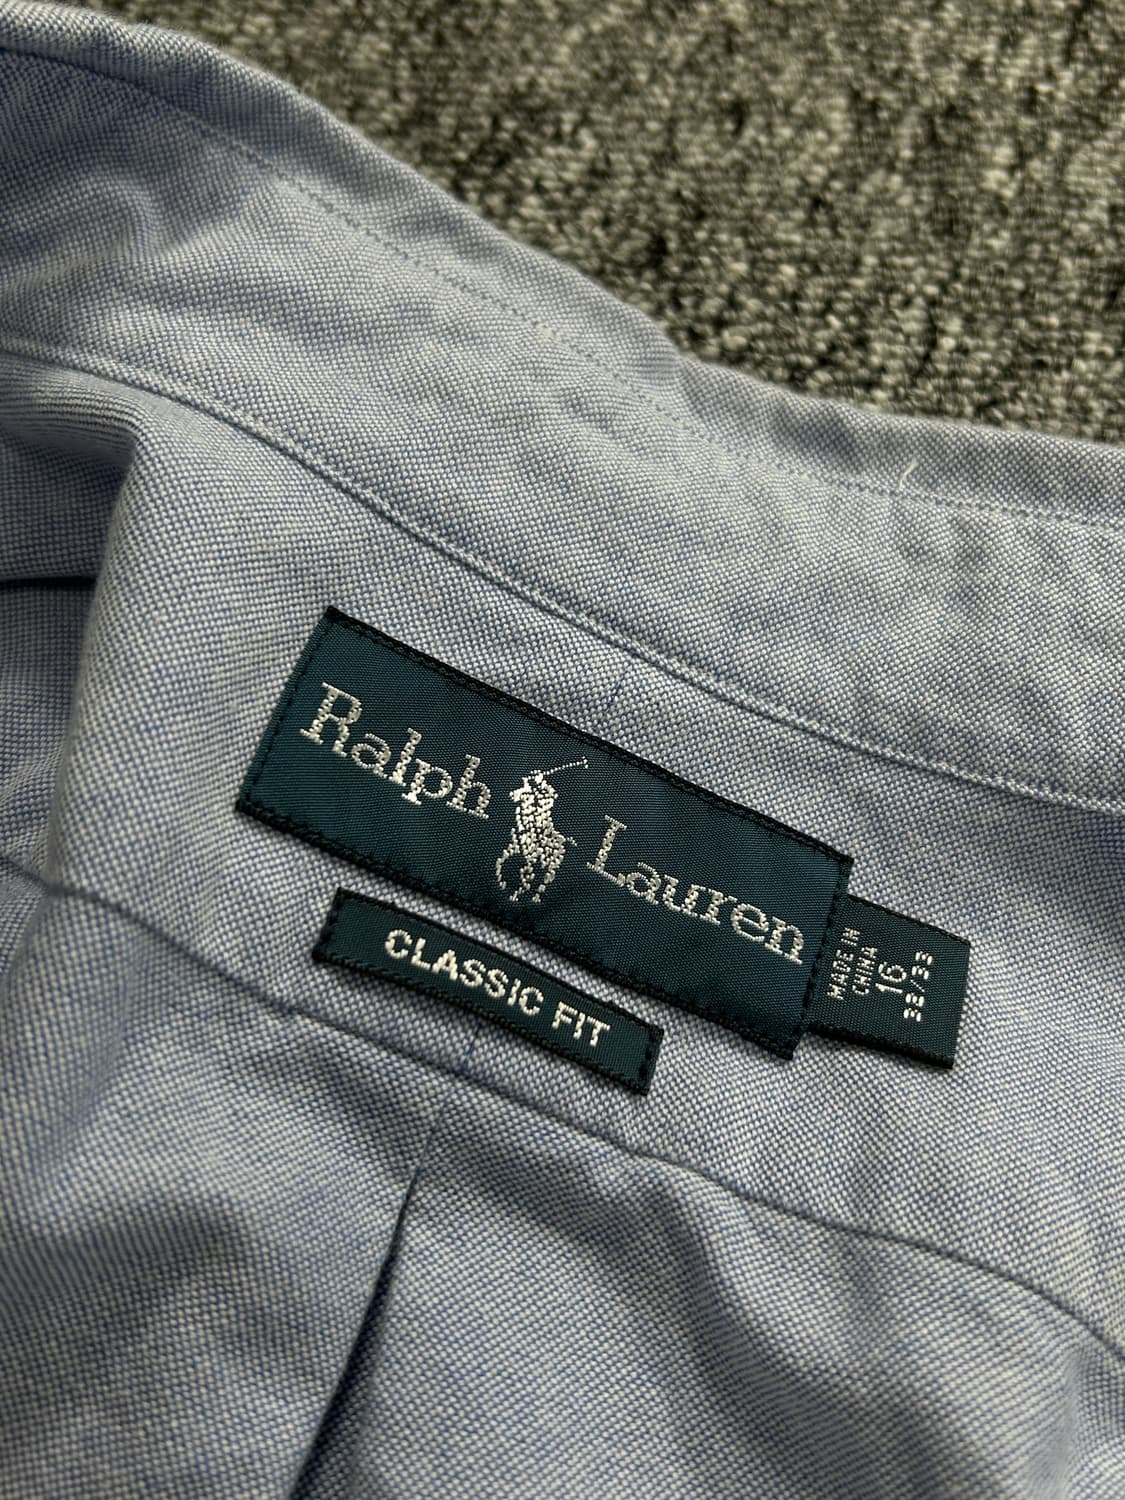 Ralph Lauren
CLASSIC FIT
MADE IN
CHINA
16
32/33